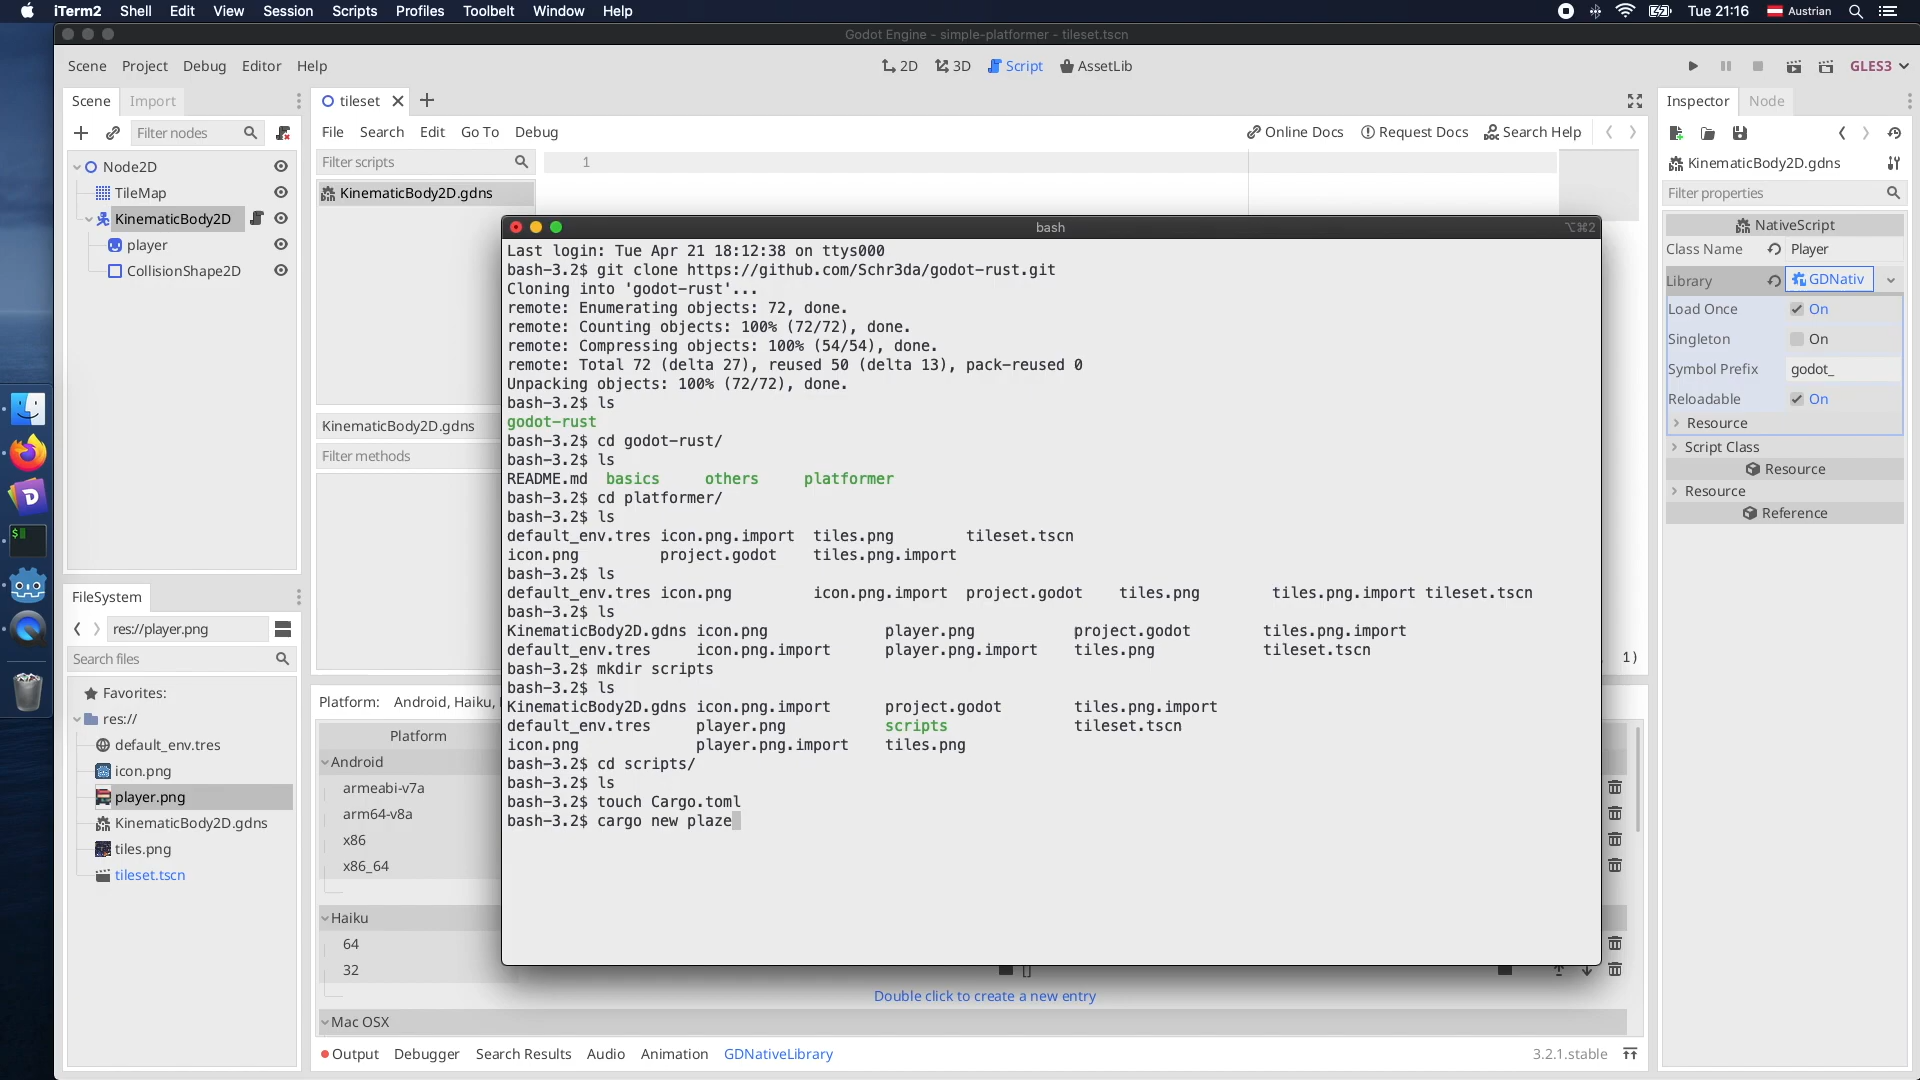 iTerm2 Shell Edit View Session Scripts Profiles Toolbelt Window Help
Tue 21:16 Austrian
Godot Engine - simple-platformer - tileset.tscn
Scene Project Debug Editor Help
2D 3D Script AssetLib
GLES3
Scene Import
Filter nodes
Node2D
TileMap
KinematicBody2D
player
CollisionShape2D
FileSystem
res://player.png
Search files
Favorites:
res://
default_env.tres
icon.png
player.png
KinematicBody2D.gdns
tiles.png
tileset.tscn
tileset
File Search Edit Go To Debug
Online Docs Request Docs Search Help
Filter scripts
1
KinematicBody2D.gdns
KinematicBody2D.gdns
Filter methods
1)
bash
⌥⌘2
Last login: Tue Apr 21 18:12:38 on ttys000
bash-3.2$ git clone https://github.com/Schr3da/godot-rust.git
Cloning into 'godot-rust'...
remote: Enumerating objects: 72, done.
remote: Counting objects: 100% (72/72), done.
remote: Compressing objects: 100% (54/54), done.
remote: Total 72 (delta 27), reused 50 (delta 13), pack-reused 0
Unpacking objects: 100% (72/72), done.
bash-3.2$ ls
godot-rust
bash-3.2$ cd godot-rust/
bash-3.2$ ls
README.md basics others platformer
bash-3.2$ cd platformer/
bash-3.2$ ls
default_env.tres icon.png.import tiles.png tileset.tscn
icon.png project.godot tiles.png.import
bash-3.2$ ls
default_env.tres icon.png icon.png.import project.godot tiles.png tiles.png.import tileset.tscn
bash-3.2$ ls
KinematicBody2D.gdns icon.png player.png project.godot tiles.png.import
default_env.tres icon.png.import player.png.import tiles.png tileset.tscn
bash-3.2$ mkdir scripts
bash-3.2$ ls
KinematicBody2D.gdns icon.png.import project.godot tiles.png.import
default_env.tres player.png scripts tileset.tscn
icon.png player.png.import tiles.png
bash-3.2$ cd scripts/
bash-3.2$ ls
bash-3.2$ touch Cargo.toml
bash-3.2$ cargo new plaze
Platform: Android, Haiku,
Platform
Android
armeabi-v7a
arm64-v8a
x86
x86_64
Haiku
64
32
[]
Double click to create a new entry
Mac OSX
Output Debugger Search Results Audio Animation GDNativeLibrary
3.2.1.stable
Inspector Node
KinematicBody2D.gdns
Filter properties
NativeScript
Class Name Player
Library GDNativ
Load Once On
Singleton On
Symbol Prefix godot_
Reloadable On
Resource
Script Class
Resource
Resource
Reference